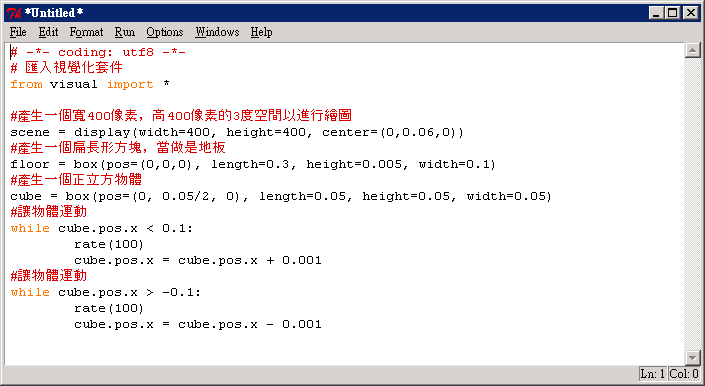 *Untitled*
File Edit Format Run Options Windows Help
# -*- coding: utf8 -*-
# 匯入視覺化套件
from visual import *
#產生一個寬400像素，高400像素的3度空間以進行繪圖
scene = display(width=400, height=400, center=(0,0.06,0))
#產生一個扁長形方塊，當做是地板
floor = box(pos=(0,0,0), length=0.3, height=0.005, width=0.1)
#產生一個正立方物體
cube = box(pos=(0, 0.05/2, 0), length=0.05, height=0.05, width=0.05)
#讓物體運動
while cube.pos.x < 0.1:
        rate(100)
        cube.pos.x = cube.pos.x + 0.001
#讓物體運動
while cube.pos.x > -0.1:
        rate(100)
        cube.pos.x = cube.pos.x - 0.001
Ln: 1 Col: 0